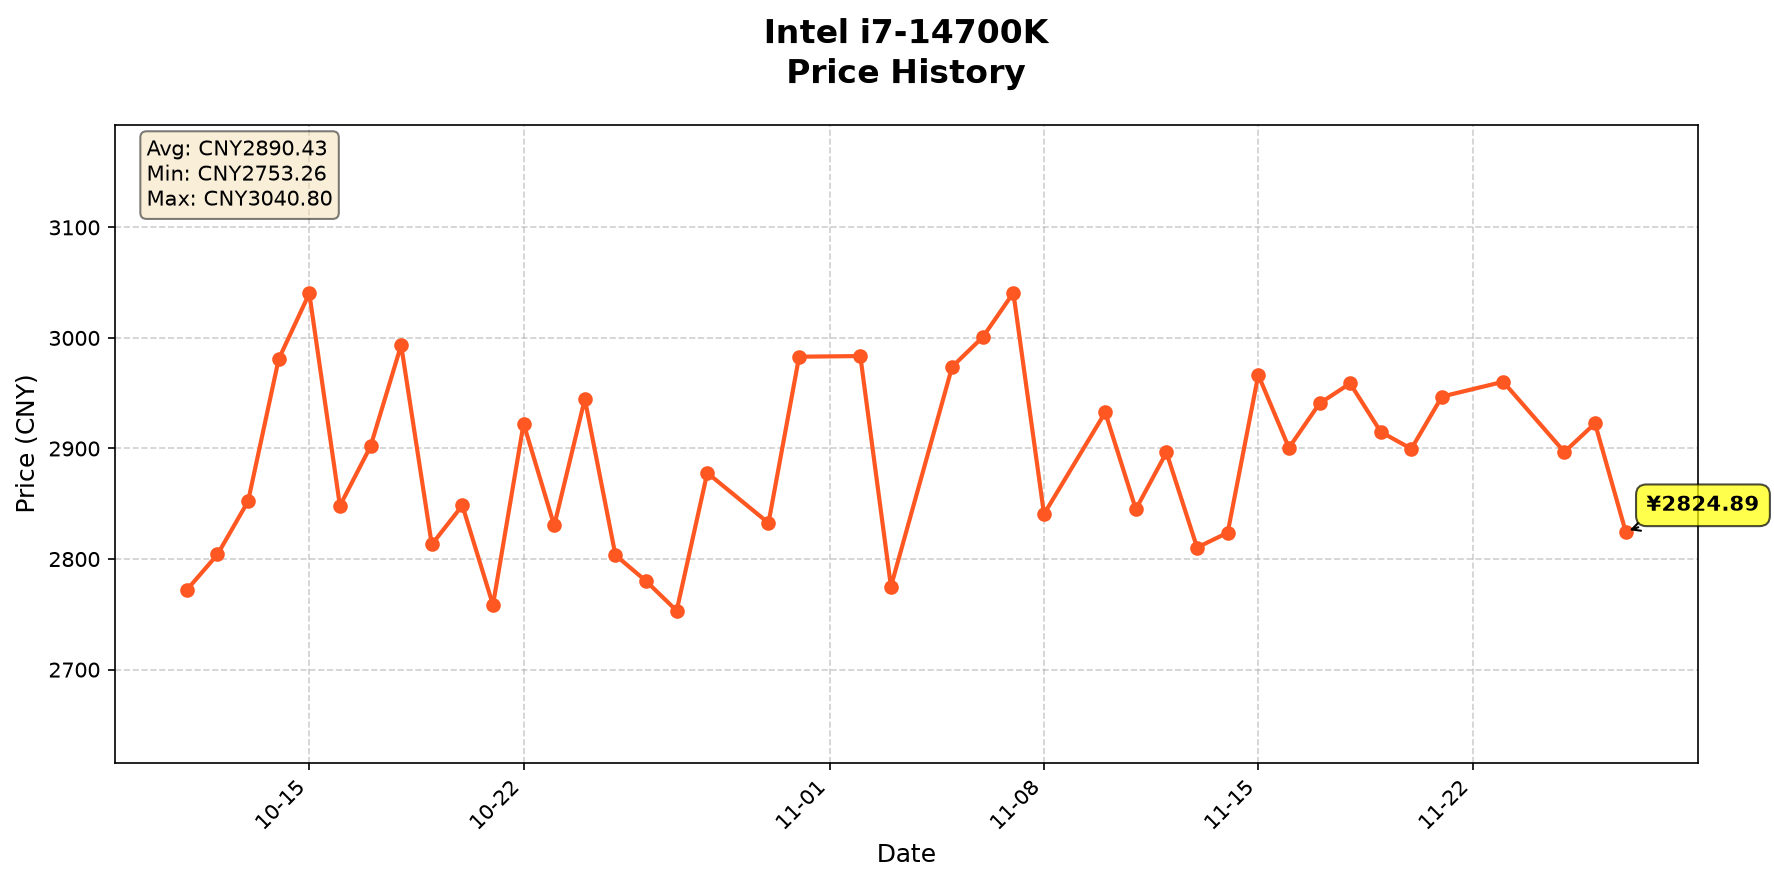 Intel i7-14700K
Price History
Avg: CNY2890.43
Min: CNY2753.26
Max: CNY3040.80
3100
3000
2900
2800
2700
Price (CNY)
¥2824.89
10-15
10-22
11-01
11-08
11-15
11-22
Date